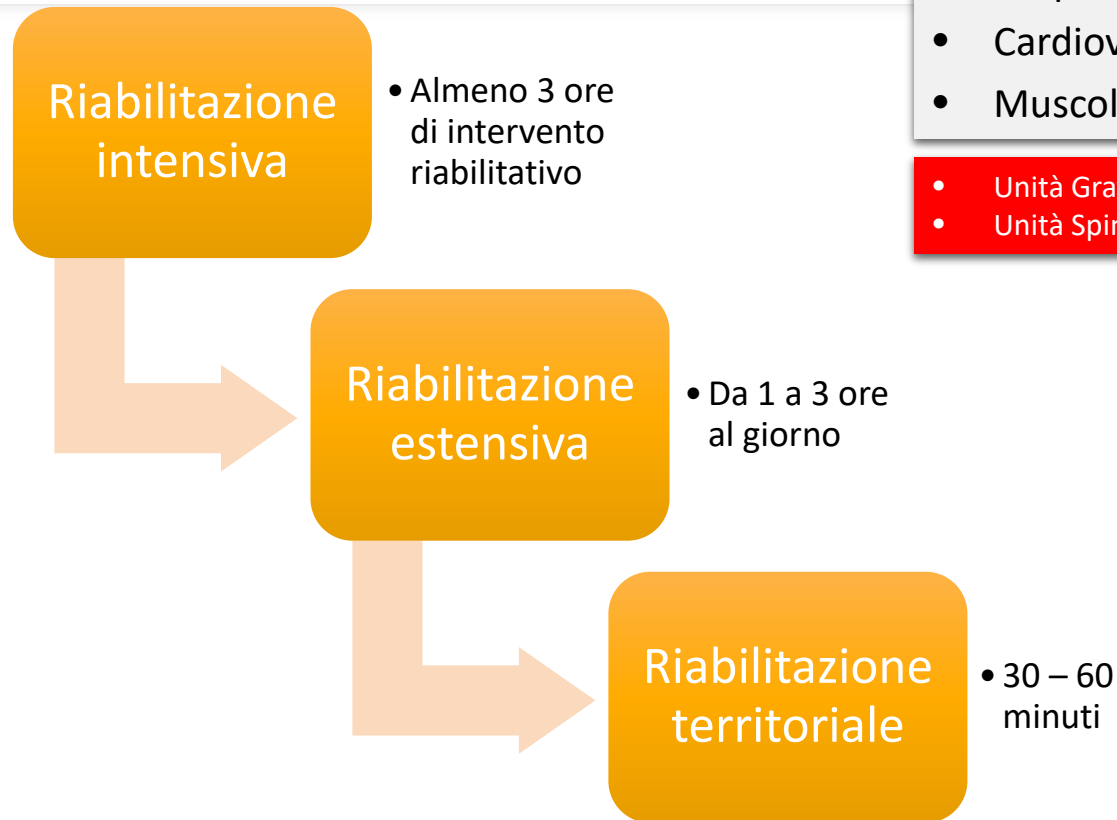 Riabilitazione
intensiva
• Almeno 3 ore
di intervento
riabilitativo
• Cardiov
• Muscol
• Unità Gra
• Unità Spi
Riabilitazione
estensiva
• Da 1 a 3 ore
al giorno
Riabilitazione
territoriale
• 30 – 60
minuti